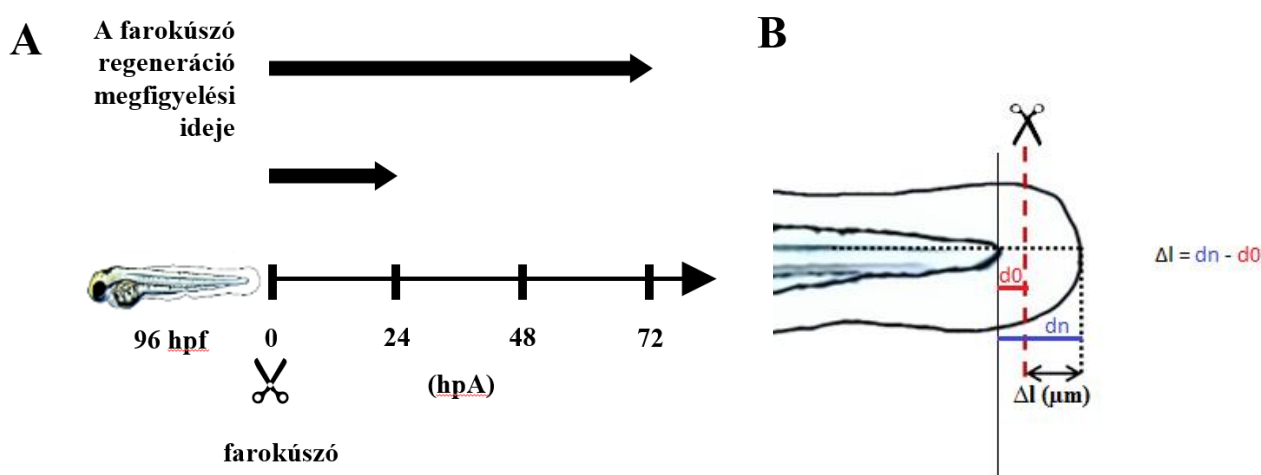 A
A farokúszó
regeneráció
megfigyelési
ideje
96 hpf
0
24
48
72
(hpA)
farokúszó
B
d0
dn
Δl (μm)
Δl = dn - d0